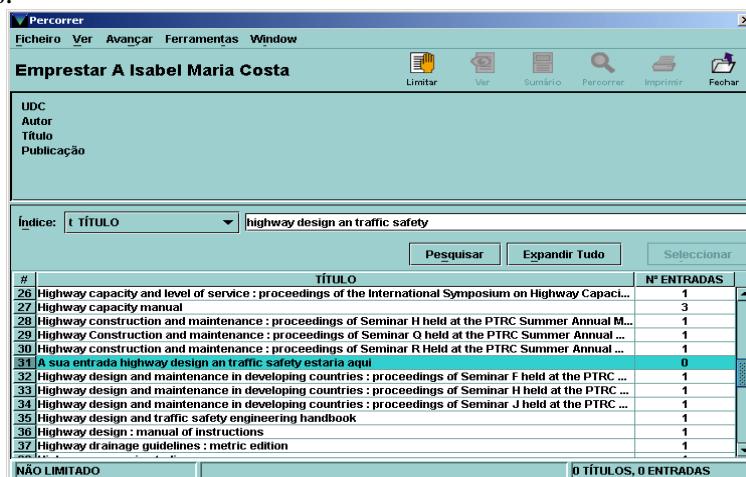 Percorrer
Ficheiro Ver Avançar Ferramentas Window
Emprestar A Isabel Maria Costa
Limitar Ver Sumário Percorrer Imprimir Fechar
UDC
Autor
Título
Publicação
Índice: t TÍTULO highway design an traffic safety
Pesquisar Expandir Tudo Seleccionar
# TÍTULO Nº ENTRADAS
26 Highway capacity and level of service : proceedings of the International Symposium on Highway Capaci... 1
27 Highway capacity manual 3
28 Highway construction and maintenance : proceedings of Seminar H held at the PTRC Summer Annual M... 1
29 Highway Construction and maintenance : proceedings of Seminar Q held at the PTRC Summer Annual ... 1
30 Highway construction and maintenance : proceedings of Seminar R Held at the PTRC Summer Annual ... 1
31 A sua entrada highway design an traffic safety estaria aqui 0
32 Highway design and maintenance in developing countries : proceedings of Seminar F held at the PTRC ... 1
33 Highway design and maintenance in developing countries : proceedings of Seminar H held at the PTRC ... 1
34 Highway design and maintenance in developing countries : proceedings of Seminar J held at the PTRC ... 1
35 Highway design and traffic safety engineering handbook 1
36 Highway design : manual of instructions 1
37 Highway drainage guidelines : metric edition 1
NÃO LIMITADO 0 TÍTULOS, 0 ENTRADAS